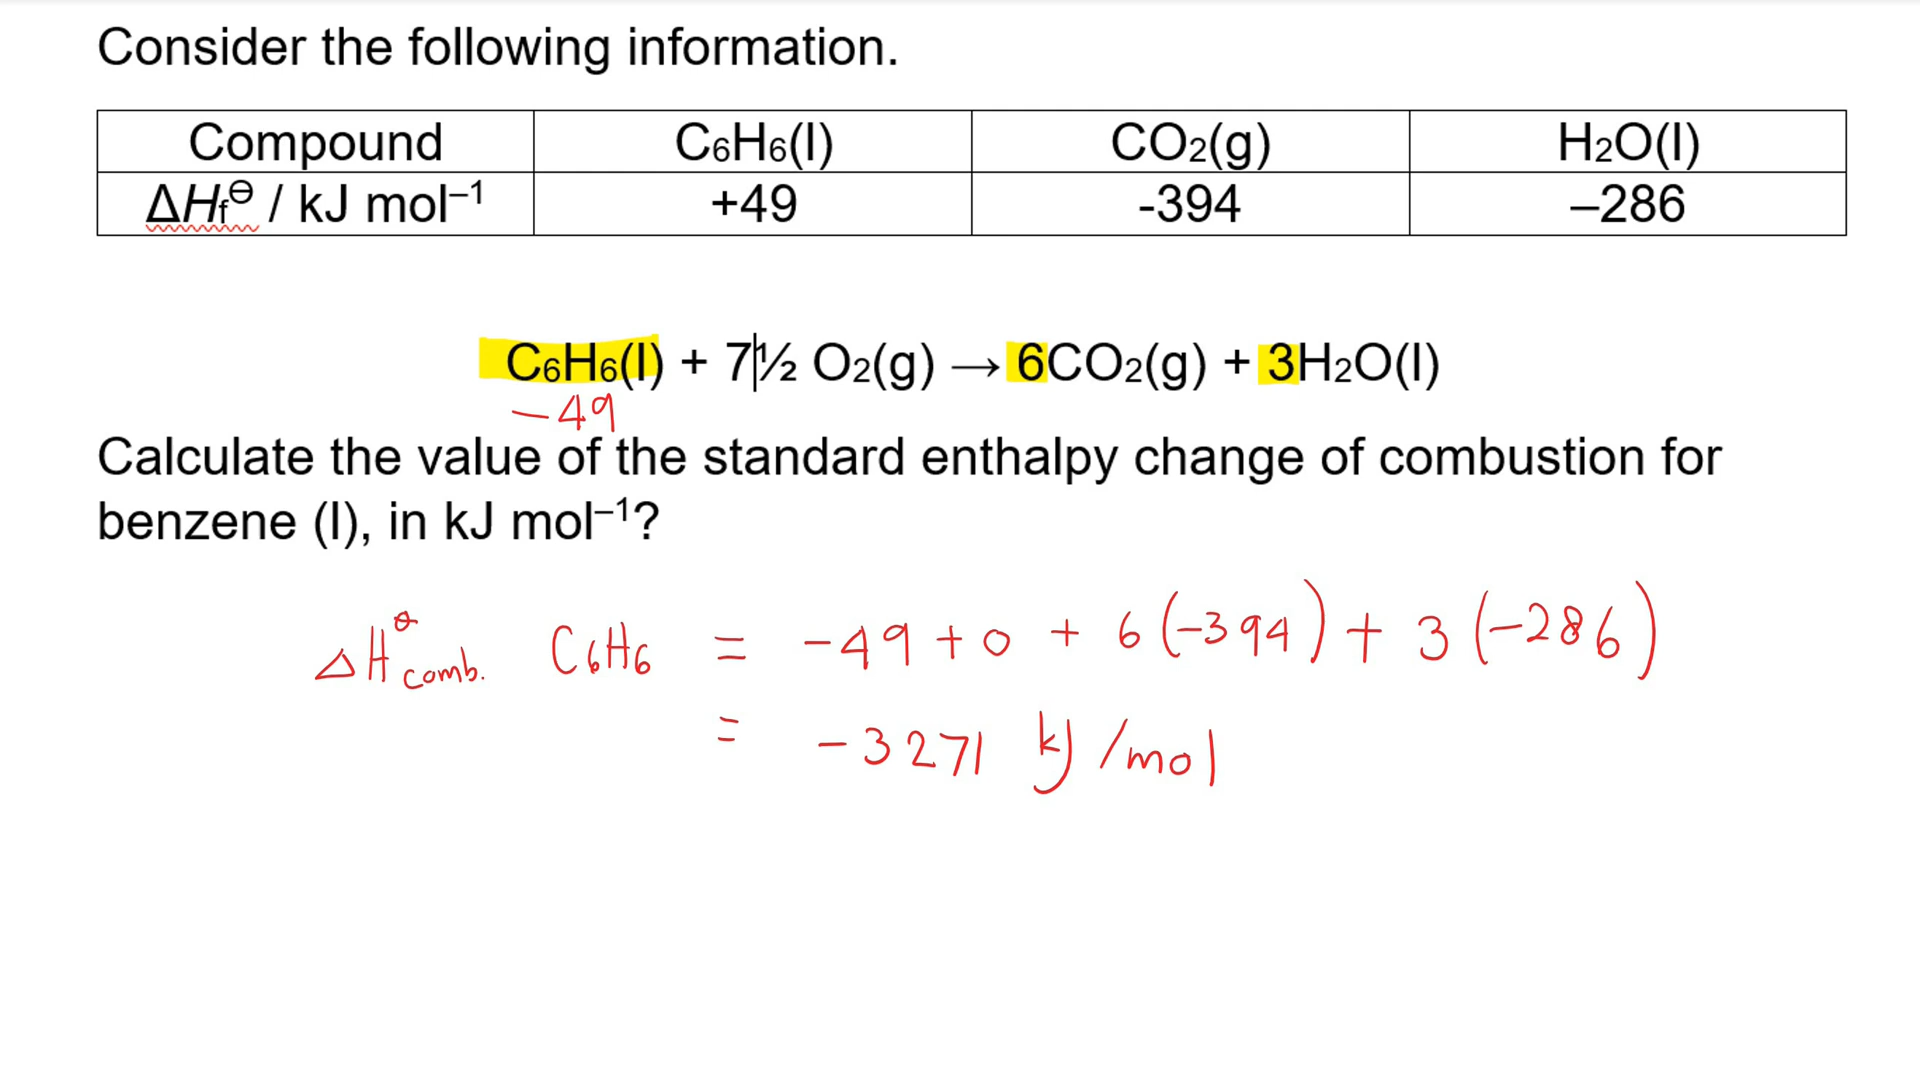 Consider the following information.
Compound C6H6(l) CO2(g) H2O(l)
ΔHf⊖ / kJ mol–1 +49 -394 –286
C6H6(l) + 7½ O2(g) → 6CO2(g) + 3H2O(l)
–49
Calculate the value of the standard enthalpy change of combustion for
benzene (l), in kJ mol–1?
ΔH⊖comb. C6H6 = –49 + 0 + 6(–394) + 3(–286)
= –3271 kJ/mol